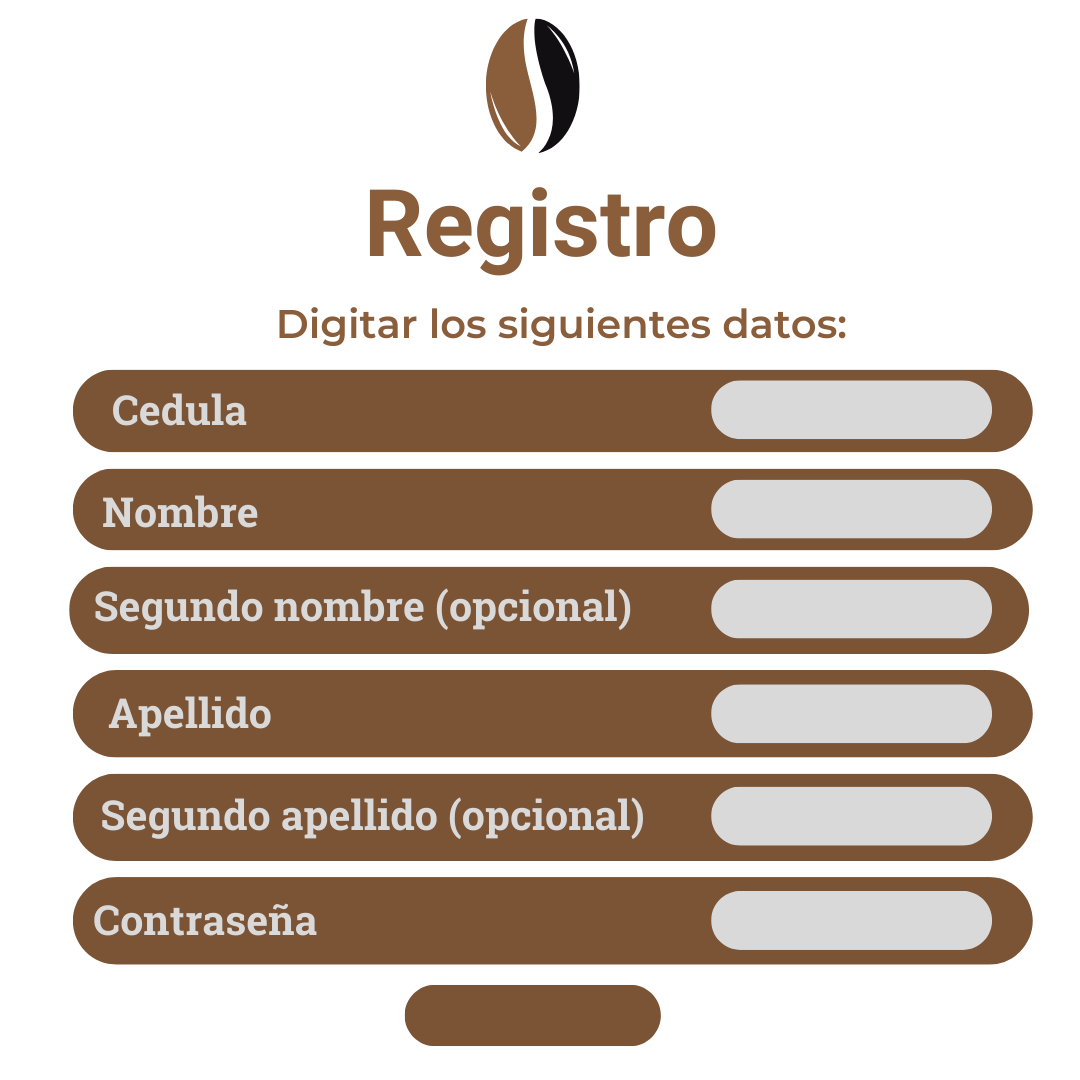 Registro
Digitar los siguientes datos:
Cedula
Nombre
Segundo nombre (opcional)
Apellido
Segundo apellido (opcional)
Contraseña